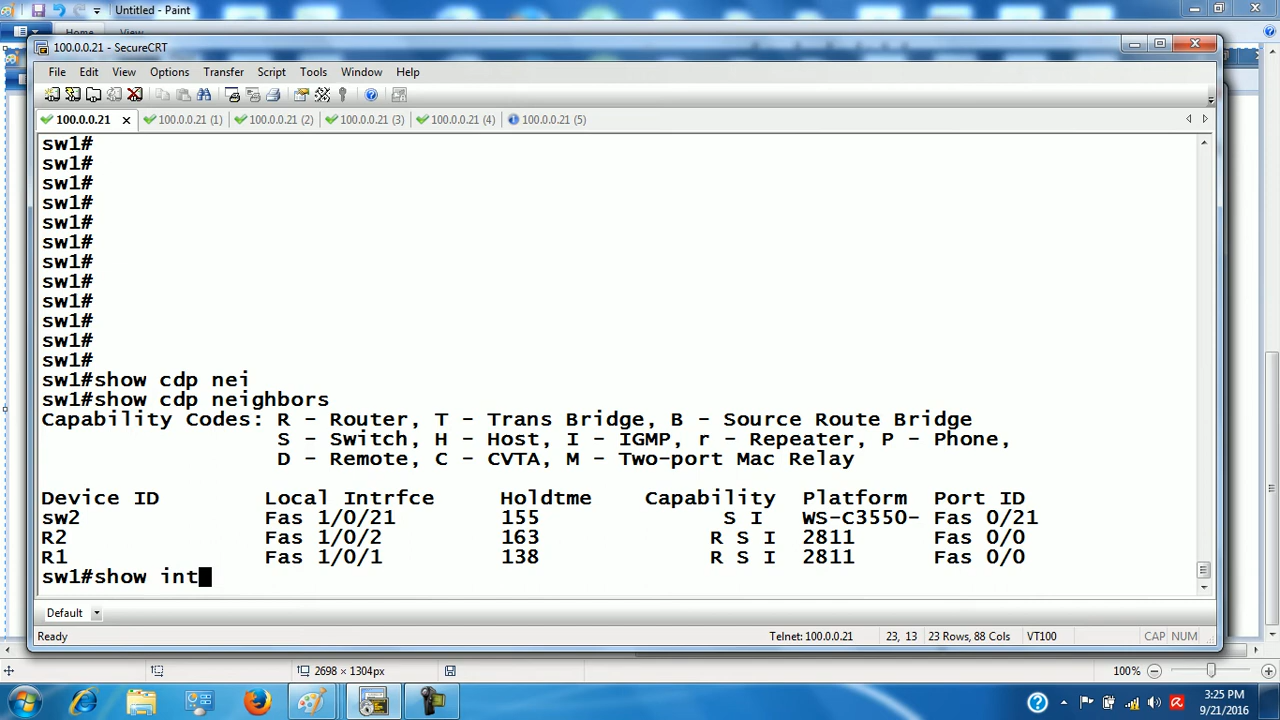 Untitled - Paint
Home View
100.0.0.21 - SecureCRT
File Edit View Options Transfer Script Tools Window Help
100.0.0.21 100.0.0.21 (1) 100.0.0.21 (2) 100.0.0.21 (3) 100.0.0.21 (4) 100.0.0.21 (5)
sw1#
sw1#
sw1#
sw1#
sw1#
sw1#
sw1#
sw1#
sw1#
sw1#
sw1#
sw1#
sw1#show cdp nei
sw1#show cdp neighbors
Capability Codes: R - Router, T - Trans Bridge, B - Source Route Bridge
S - Switch, H - Host, I - IGMP, r - Repeater, P - Phone,
D - Remote, C - CVTA, M - Two-port Mac Relay
Device ID Local Intrfce Holdtme Capability Platform Port ID
sw2 Fas 1/0/21 155 S I WS-C3550- Fas 0/21
R2 Fas 1/0/2 163 R S I 2811 Fas 0/0
R1 Fas 1/0/1 138 R S I 2811 Fas 0/0
sw1#show int
Default
Ready Telnet: 100.0.0.21 23, 13 23 Rows, 88 Cols VT100 CAP NUM
2698 × 1304px 100%
3:25 PM
9/21/2016